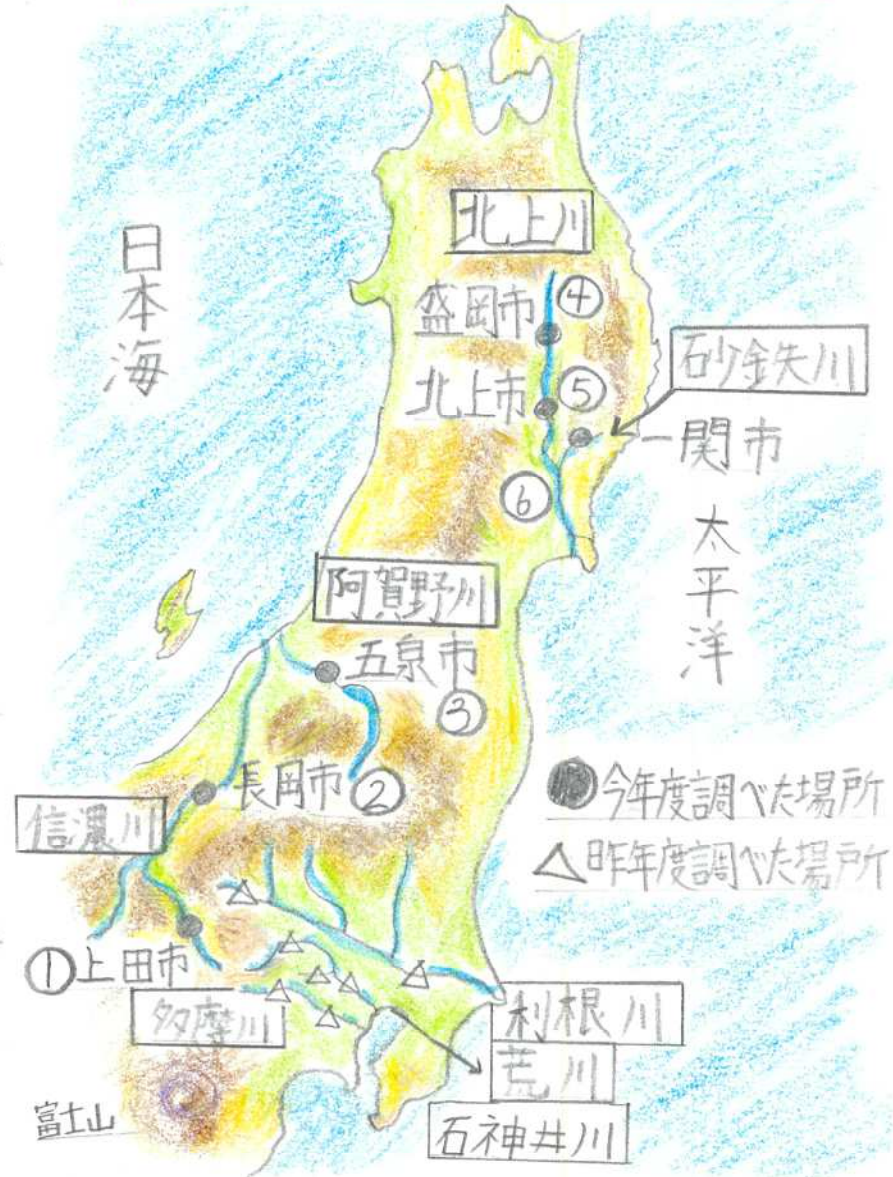 北上川
日本海
盛岡市
④
砂鉄川
北上市
⑤
一関市
⑥
太平洋
阿賀野川
五泉市
③
長岡市
②
信濃川
●今年度調べた場所
△昨年度調べた場所
①上田市
多摩川
利根川
荒川
富士山
石神井川